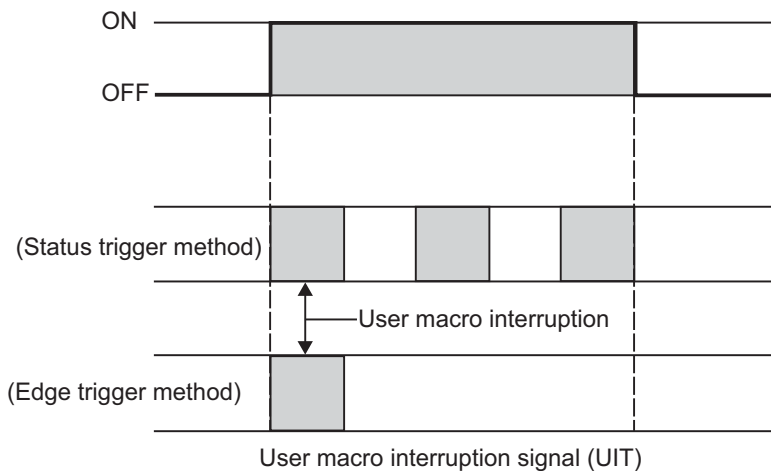 ON
OFF
(Status trigger method)
User macro interruption
(Edge trigger method)
User macro interruption signal (UIT)